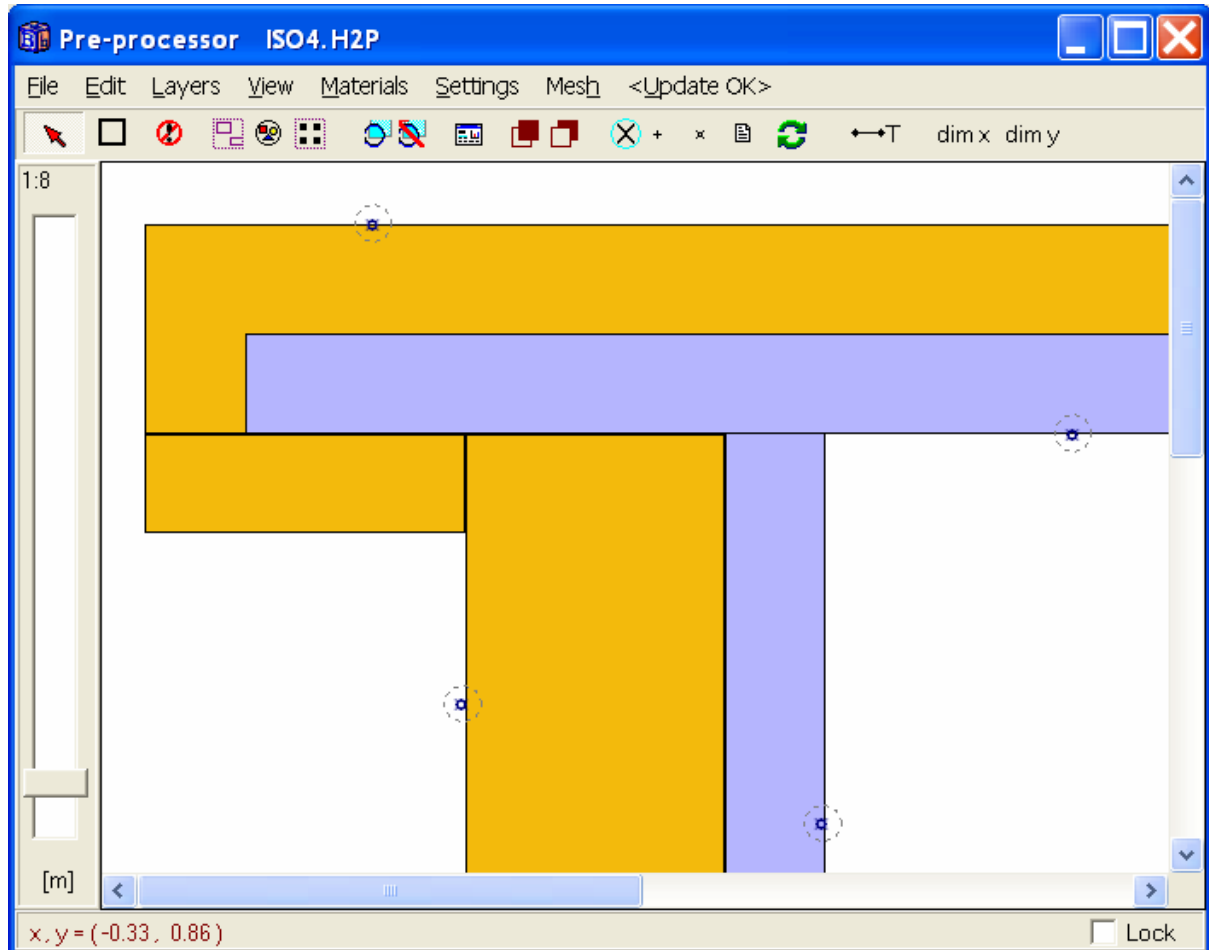 Pre-processor ISO4.H2P
File Edit Layers View Materials Settings Mesh <Update OK>
T dim x dim y
1:8
[m]
x, y = (-0.33 , 0.86 )
Lock